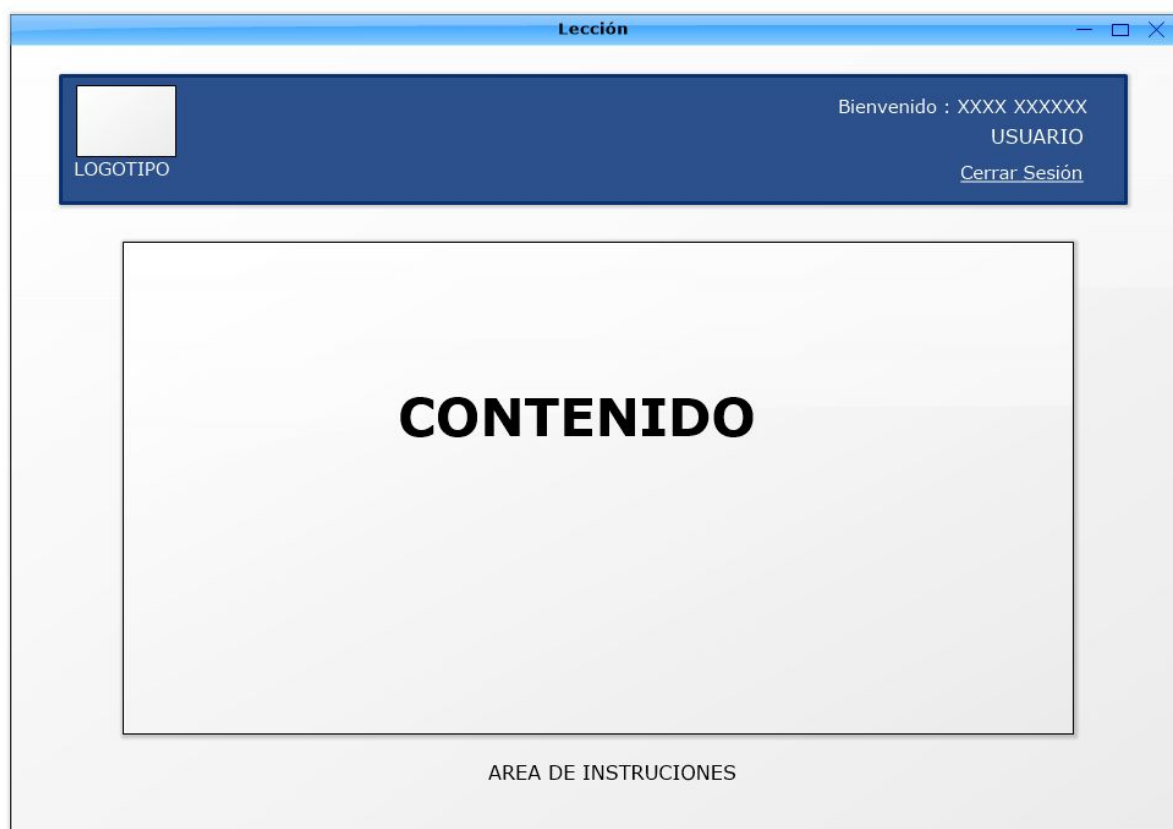 Lección
Bienvenido : XXXX XXXXXX
USUARIO
LOGOTIPO
Cerrar Sesión
CONTENIDO
AREA DE INSTRUCIONES